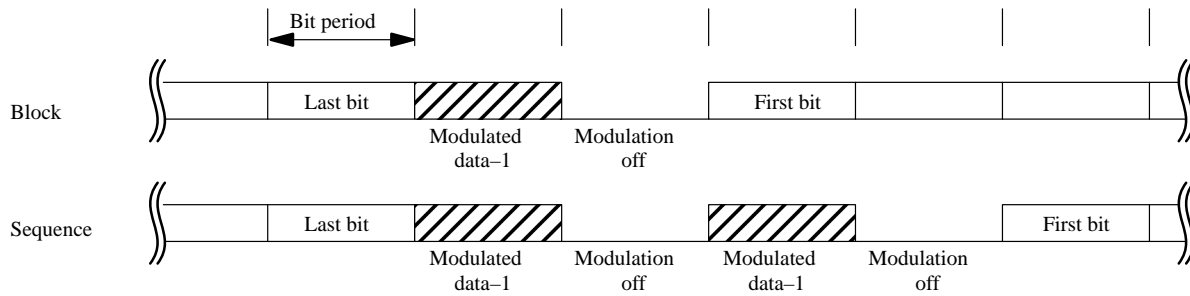 Bit period
Block
Last bit
First bit
Modulated
data–1
Modulation
off
Sequence
Last bit
First bit
Modulated
data–1
Modulation
off
Modulated
data–1
Modulation
off